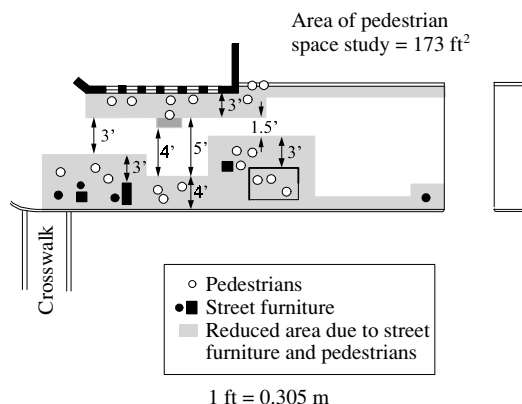 Area of pedestrian
space study = 173 ft²
3’
3’
1.5’
4’
5’
3’
3’
4’
Crosswalk
Pedestrians
Street furniture
Reduced area due to street
furniture and pedestrians
1 ft = 0.305 m